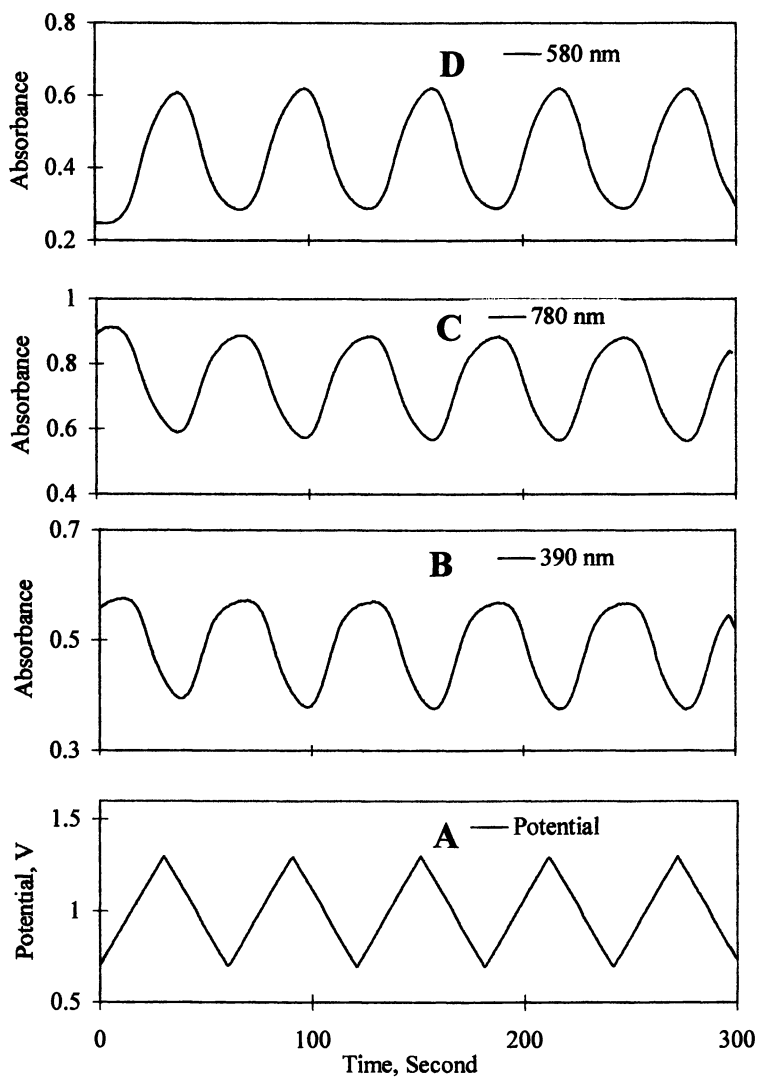 0.8
D
580 nm
0.6
0.4
0.2
Absorbance
1
C
780 nm
0.8
0.6
0.4
Absorbance
0.7
B
390 nm
0.5
0.3
Absorbance
1.5
A
Potential
1
0.5
Potential, V
0 100 200 300
Time, Second